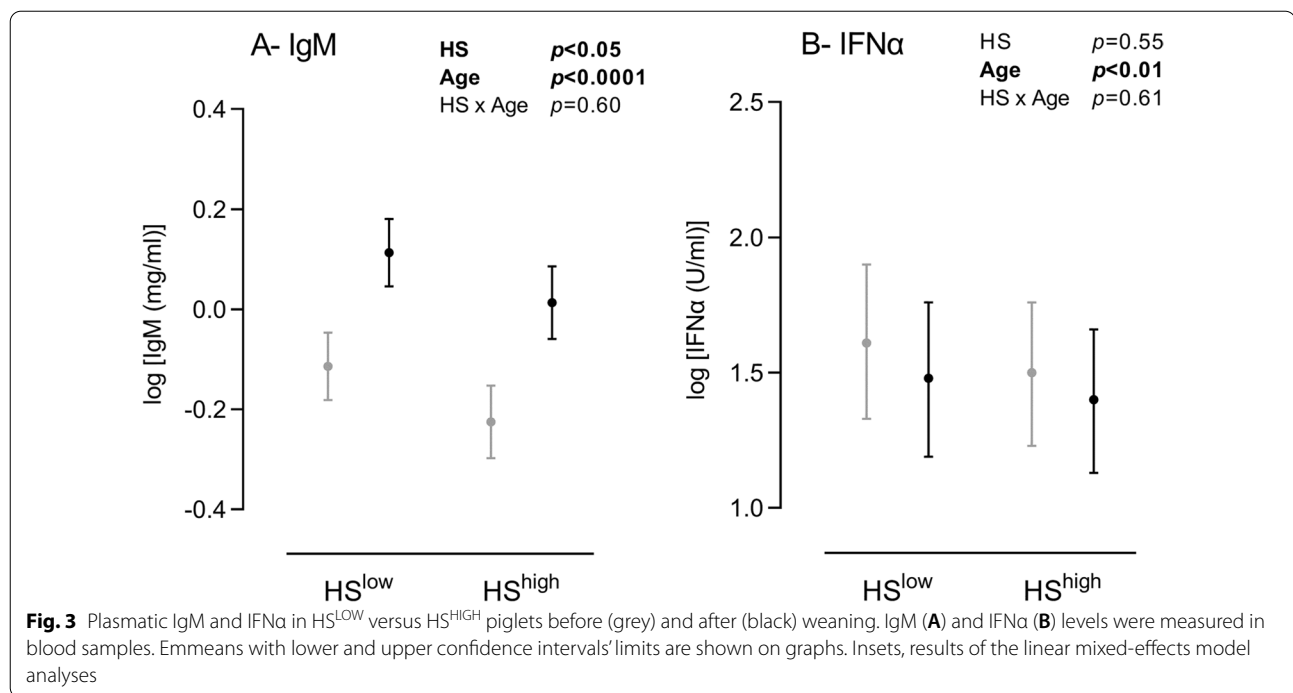 A- IgM
HS p<0.05
Age p<0.0001
HS x Age p=0.60
0.4
0.2
0.0
-0.2
-0.4
log [IgM (mg/ml)]
HSlow HShigh
B- IFNα
HS p=0.55
Age p<0.01
HS x Age p=0.61
2.5
2.0
1.5
1.0
log [IFNα (U/ml)]
HSlow HShigh
Fig. 3 Plasmatic IgM and IFNα in HSLOW versus HSHIGH piglets before (grey) and after (black) weaning. IgM (A) and IFNα (B) levels were measured in
blood samples. Emmeans with lower and upper confidence intervals' limits are shown on graphs. Insets, results of the linear mixed-effects model
analyses